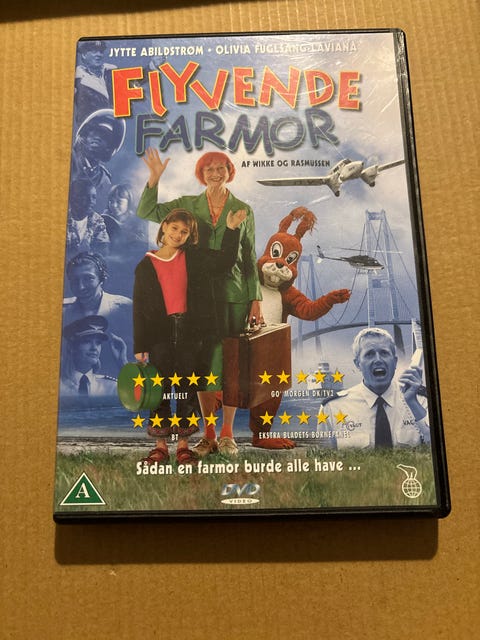 JYTTE ABILDSTRØM • OLIVIA FUGLSANG-LAVIANA
FLYVENDE
FARMOR
AF WIKKE OG RASMUSSEN
AKTUELT
GO' MORGEN DK/TV2
BT
EKSTRA BLADETS BØRNEPANEL
Sådan en farmor burde alle have ...
A
DVD
VIDEO